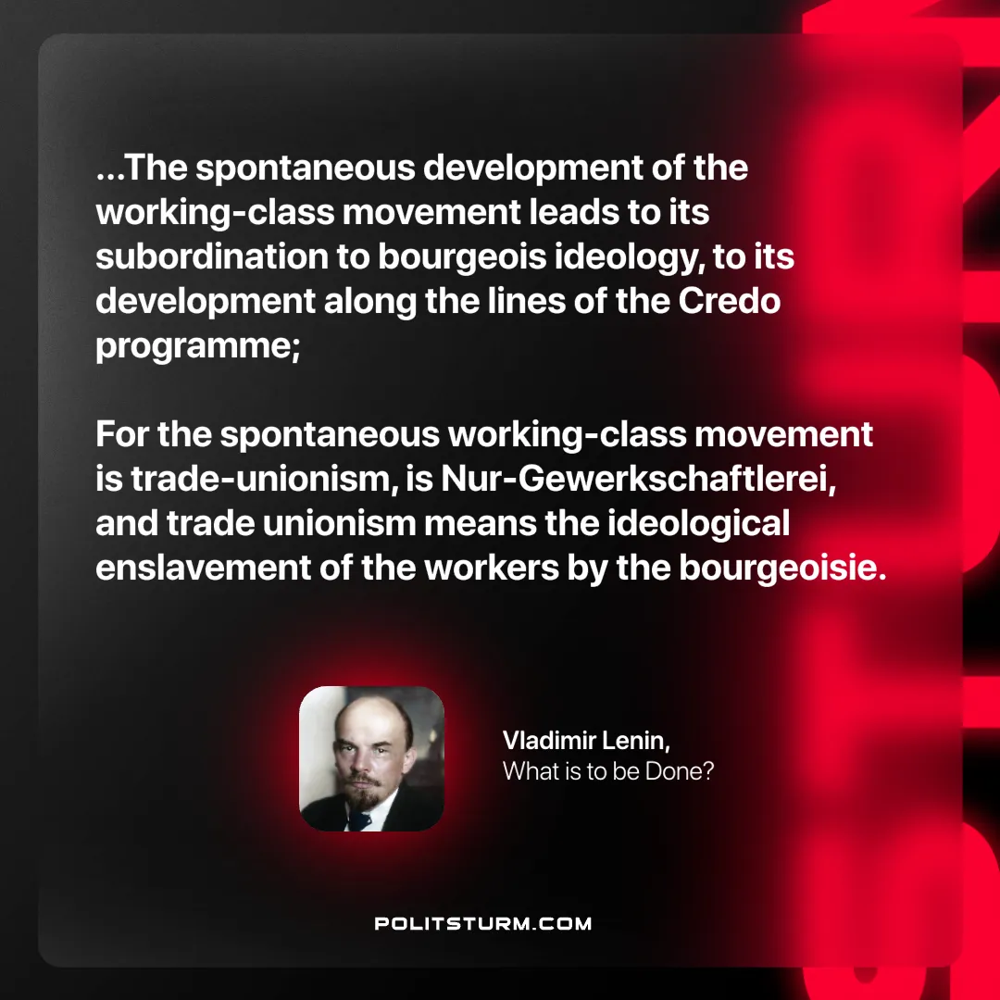 ...The spontaneous development of the
working-class movement leads to its
subordination to bourgeois ideology, to its
development along the lines of the Credo
programme;
For the spontaneous working-class movement
is trade-unionism, is Nur-Gewerkschaftlerei,
and trade unionism means the ideological
enslavement of the workers by the bourgeoisie.
Vladimir Lenin,
What is to be Done?
POLITSTURM.COM